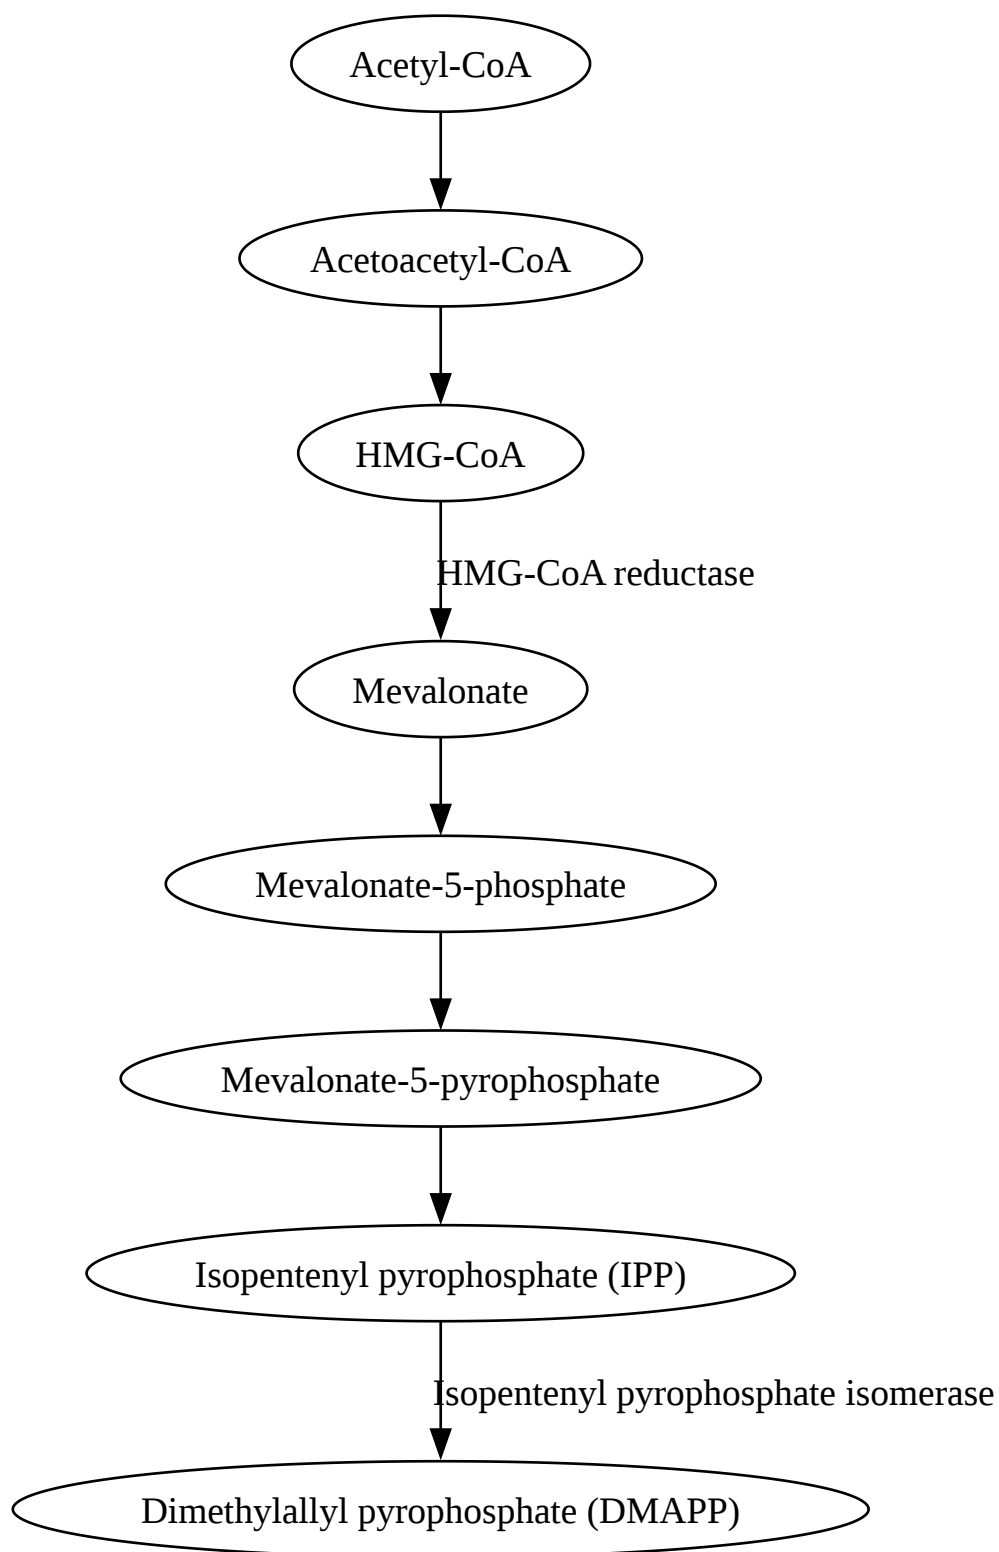 Acetyl-CoA
Acetoacetyl-CoA
HMG-CoA
HMG-CoA reductase
Mevalonate
Mevalonate-5-phosphate
Mevalonate-5-pyrophosphate
Isopentenyl pyrophosphate (IPP)
Isopentenyl pyrophosphate isomerase
Dimethylallyl pyrophosphate (DMAPP)